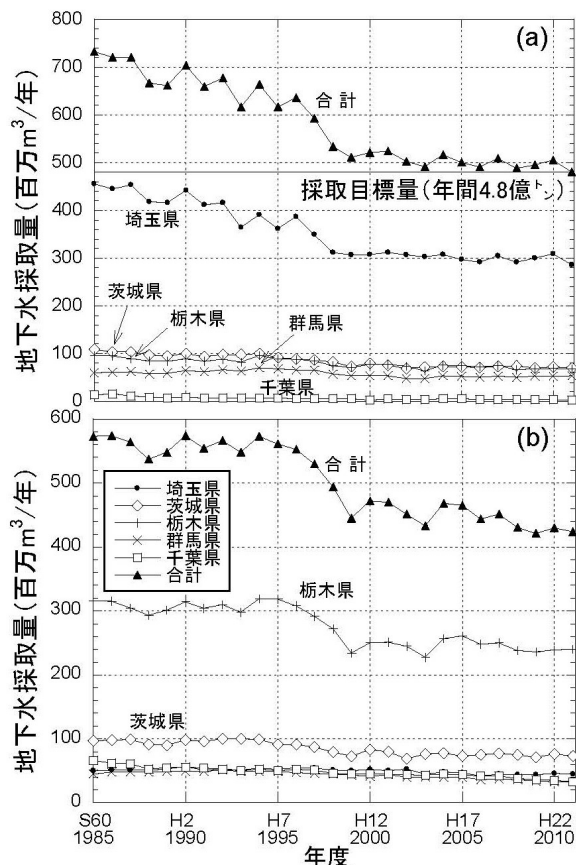 地下水採取量(百万m³/年)
800
700
600
500
400
300
200
100
0
(a)
合計
採取目標量(年間4.8億㌧)
埼玉県
茨城県
栃木県
群馬県
千葉県
地下水採取量(百万m³/年)
600
500
400
300
200
100
0
(b)
合計
埼玉県
茨城県
栃木県
群馬県
千葉県
合計
栃木県
茨城県
S60 H2 H7 H12 H17 H22
1985 1990 1995 2000 2005 2010
年度